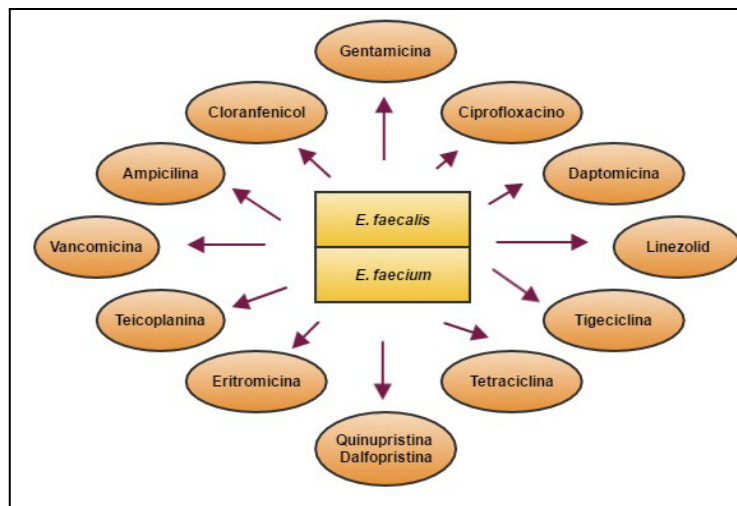 Gentamicina
Cloranfenicol
Ciprofloxacino
Ampicilina
Daptomicina
E. faecalis
Vancomicina
Linezolid
E. faecium
Teicoplanina
Tigeciclina
Eritromicina
Tetraciclina
Quinupristina
Dalfopristina